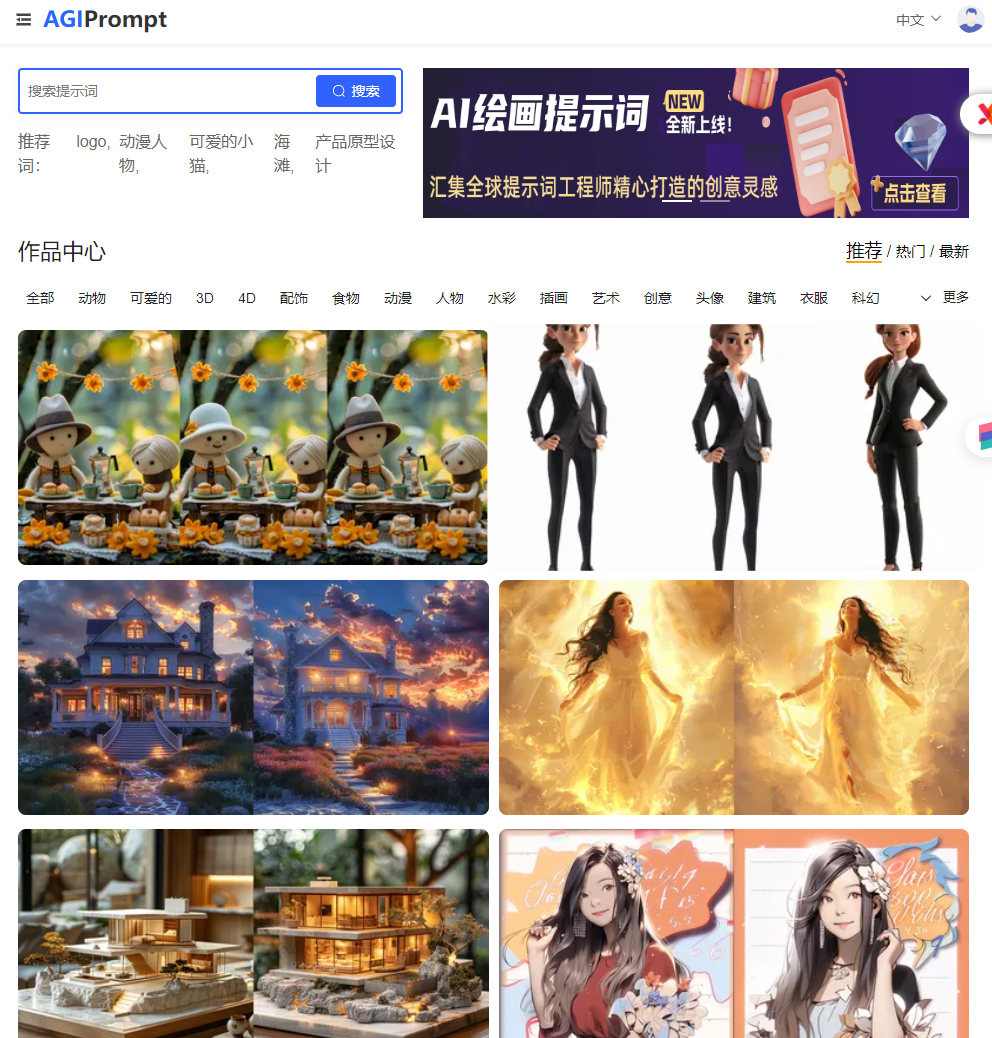 AGIPrompt
中文
搜索提示词
搜索
推荐词:
logo,
动漫人物,
可爱的小猫,
海滩,
产品原型设计
AI绘画提示词
NEW
全新上线!
汇集全球提示词工程师精心打造的创意灵感
点击查看
作品中心
推荐 / 热门 / 最新
全部 动物 可爱的 3D 4D 配饰 食物 动漫 人物 水彩 插画 艺术 创意 头像 建筑 衣服 科幻 更多